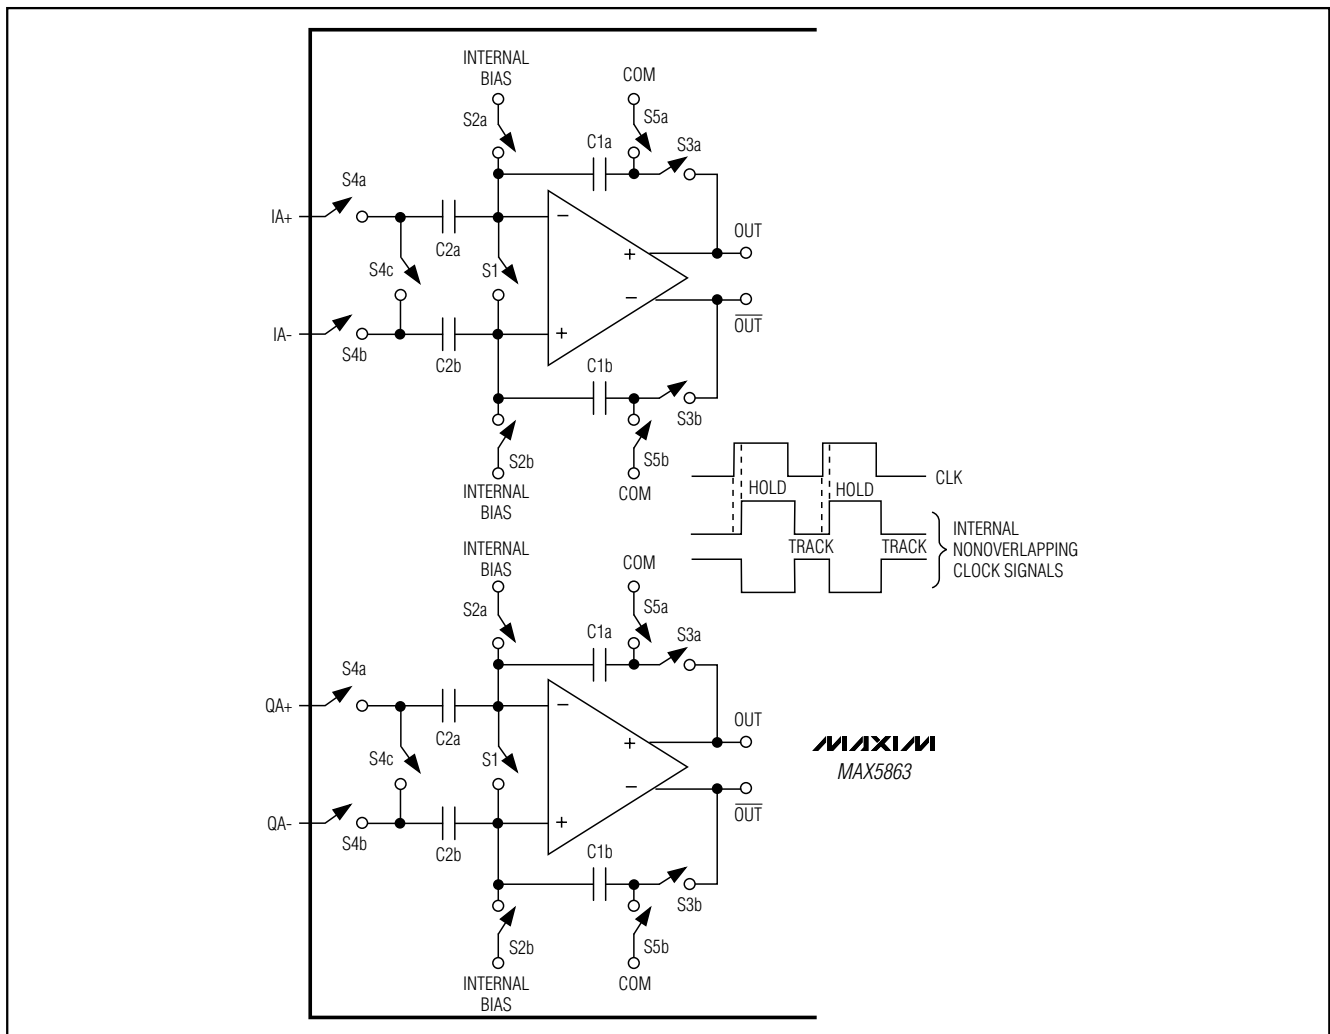 INTERNAL
BIAS
COM
S2a
S5a
C1a
S3a
S4a
IA+
−
OUT
C2a
+
S4c
S1
−
OUT
IA-
+
S4b
C2b
C1b
S3b
S2b
S5b
INTERNAL
BIAS
COM
CLK
HOLD
HOLD
TRACK
TRACK
INTERNAL
NONOVERLAPPING
CLOCK SIGNALS
INTERNAL
BIAS
COM
S2a
S5a
C1a
S3a
S4a
QA+
−
OUT
C2a
+
S4c
S1
−
OUT
QA-
+
S4b
C2b
C1b
S3b
S2b
S5b
INTERNAL
BIAS
COM
MAXIM
MAX5863